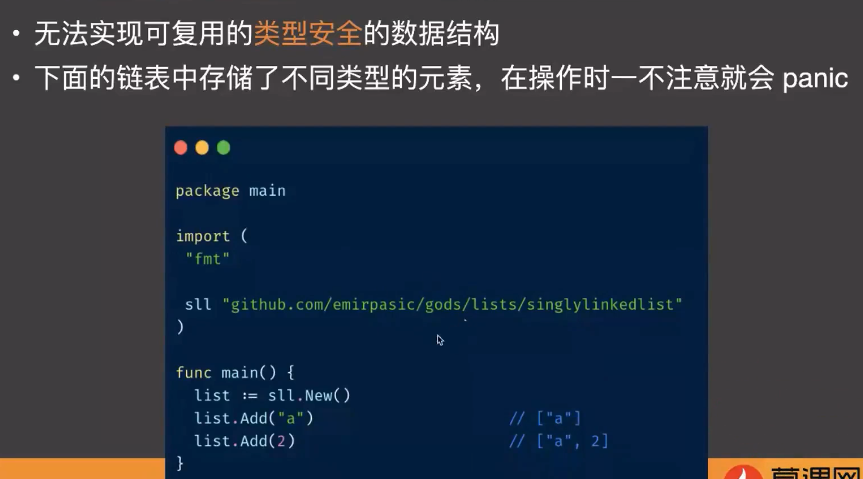 • 无法实现可复用的类型安全的数据结构
• 下面的链表中存储了不同类型的元素，在操作时一不注意就会 panic
package main
import (
"fmt"
sll "github.com/emirpasic/gods/lists/singlylinkedlist"
)
func main() {
list := sll.New()
list.Add("a") // ["a"]
list.Add(2) // ["a", 2]
}
慕课网